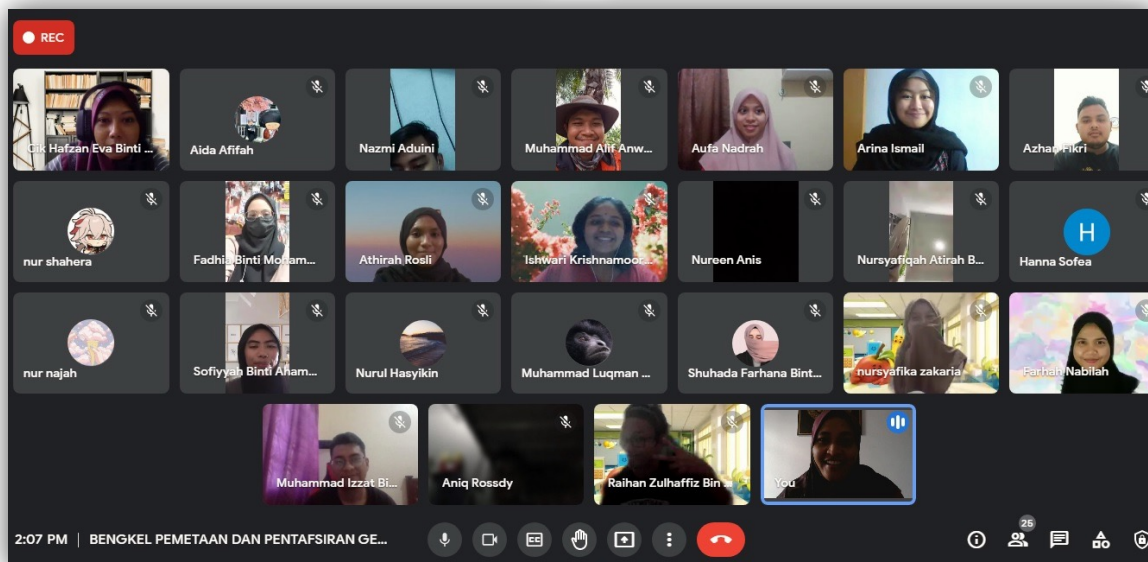 REC
Cik Hafzan Eva Binti ...
Aida Afifah
Nazmi Aduini
Muhammad Alif Anw...
Aufa Nadrah
Arina Ismail
Azhan Fikri
nur shahera
Fadhia Binti Moham...
Athirah Rosli
Ishwari Krishnamoor...
Nureen Anis
Nursyafiqah Atirah B...
H
Hanna Sofea
nur najah
Sofiyyah Binti Aham...
Nurul Hasyikin
Muhammad Luqman ...
Shuhada Farhana Bint...
nursyafika zakaria
Farhah Nabilah
Muhammad Izzat Bi...
Aniq Rossdy
Raihan Zulhaffiz Bin ...
You
2:07 PM | BENGKEL PEMETAAN DAN PENTAFSIRAN GE...
CC
25